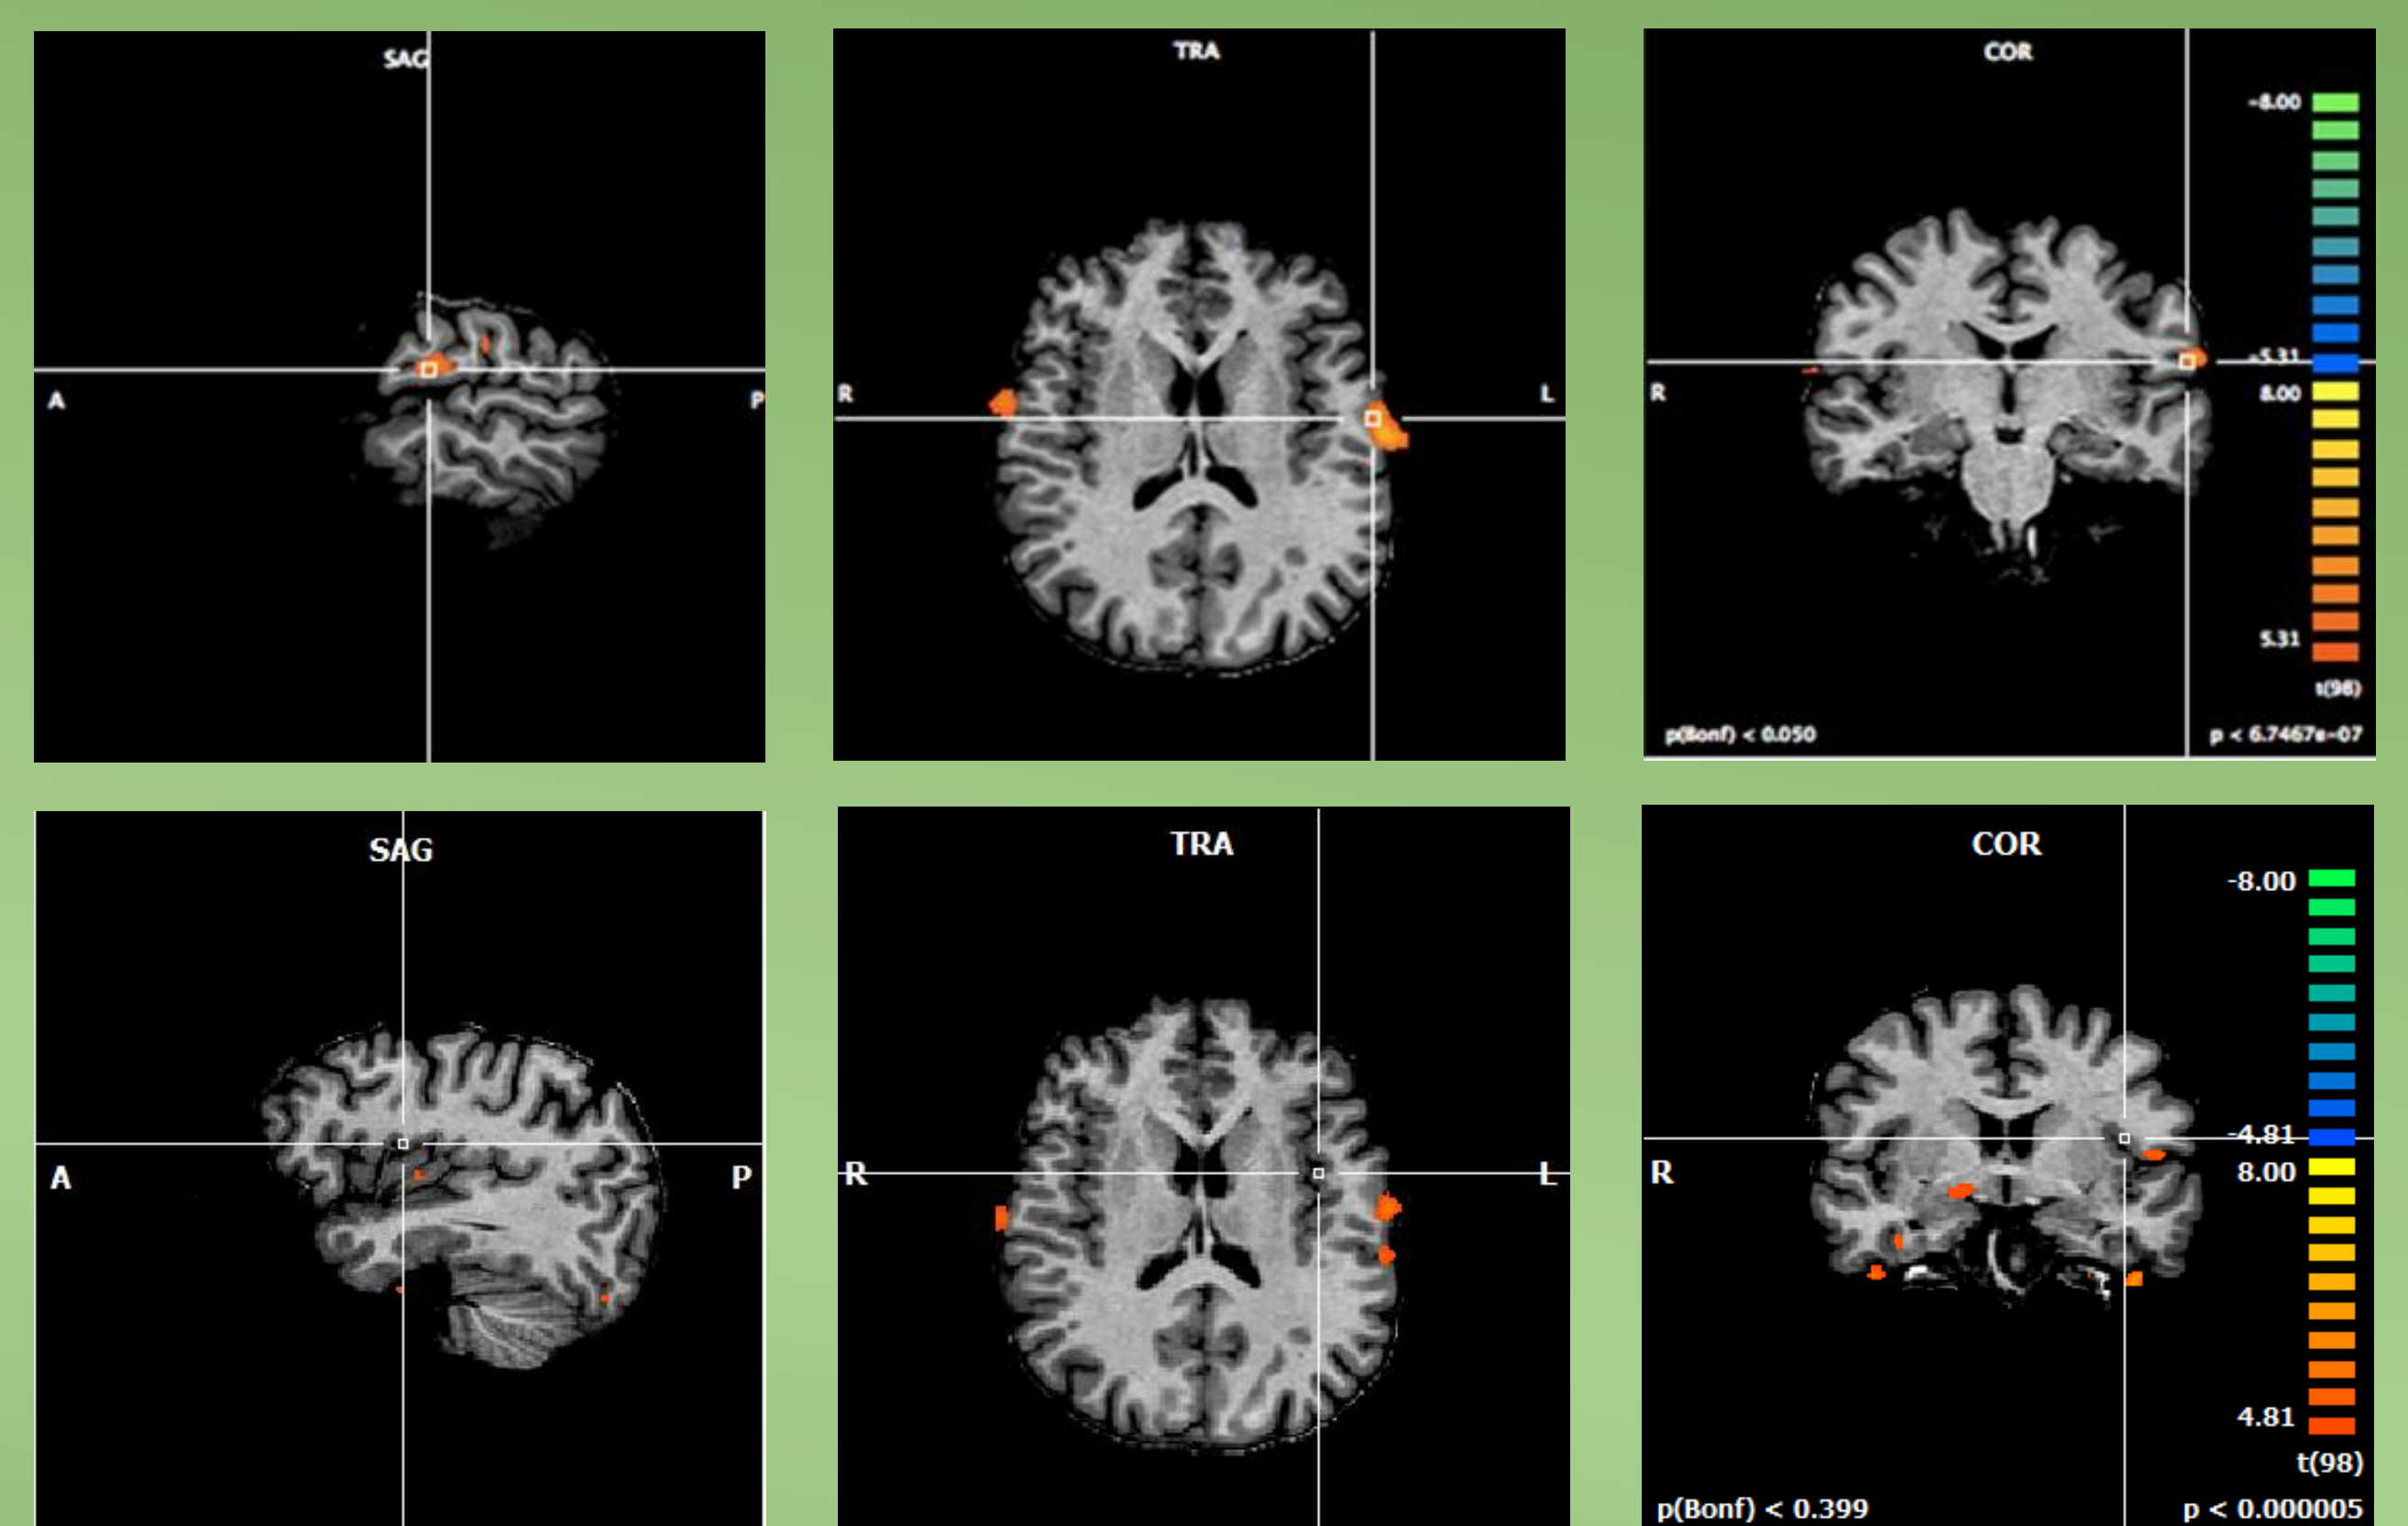 SAG
A
P
TRA
R
L
COR
-8.00
-5.31
R
8.00
5.31
t(98)
p(Bonf) < 0.050
p < 6.7467e-07
SAG
A
P
TRA
R
L
COR
-8.00
-4.81
R
8.00
4.81
t(98)
p(Bonf) < 0.399
p < 0.000005